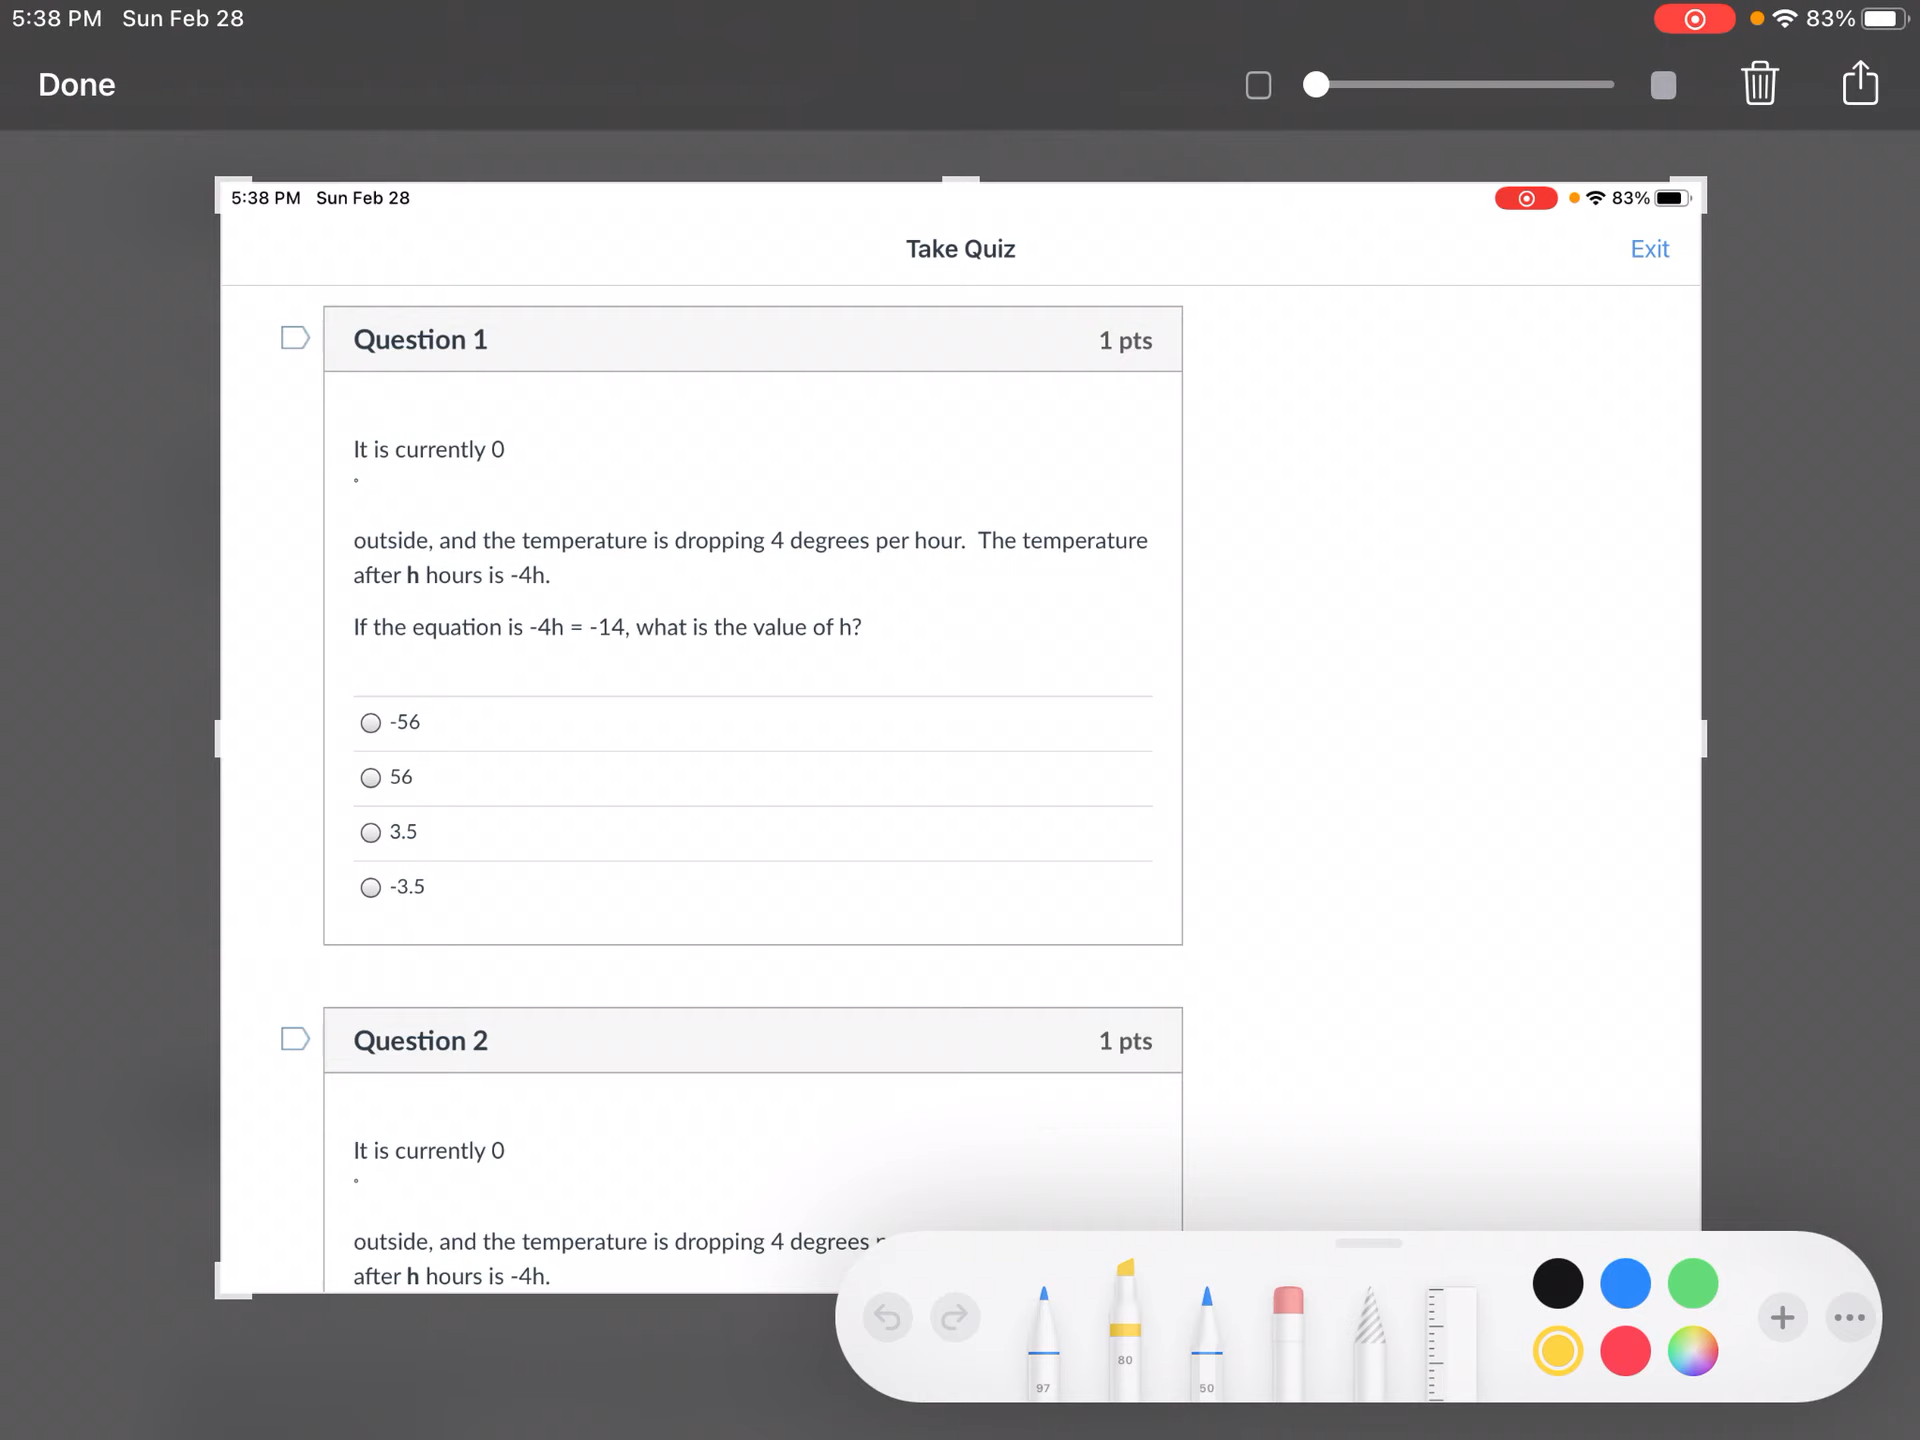 5:38 PM Sun Feb 28
83%
Done
5:38 PM Sun Feb 28
83%
Take Quiz
Exit
Question 1
1 pts
It is currently 0
°
outside, and the temperature is dropping 4 degrees per hour. The temperature
after h hours is -4h.
If the equation is -4h = -14, what is the value of h?
-56
56
3.5
-3.5
Question 2
1 pts
It is currently 0
°
outside, and the temperature is dropping 4 degrees
after h hours is -4h.
97
80
50